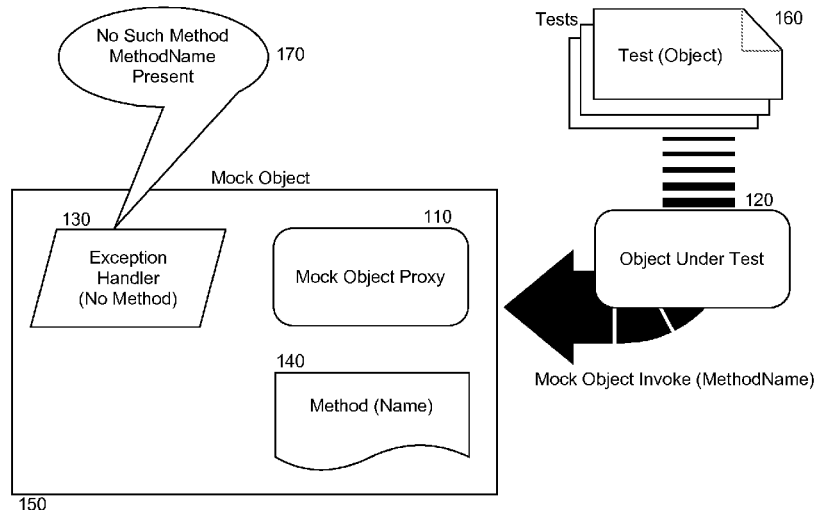 No Such Method
MethodName
Present
170
Tests
160
Test (Object)
Mock Object
130
Exception
Handler
(No Method)
110
Mock Object Proxy
120
Object Under Test
140
Method (Name)
Mock Object Invoke (MethodName)
150